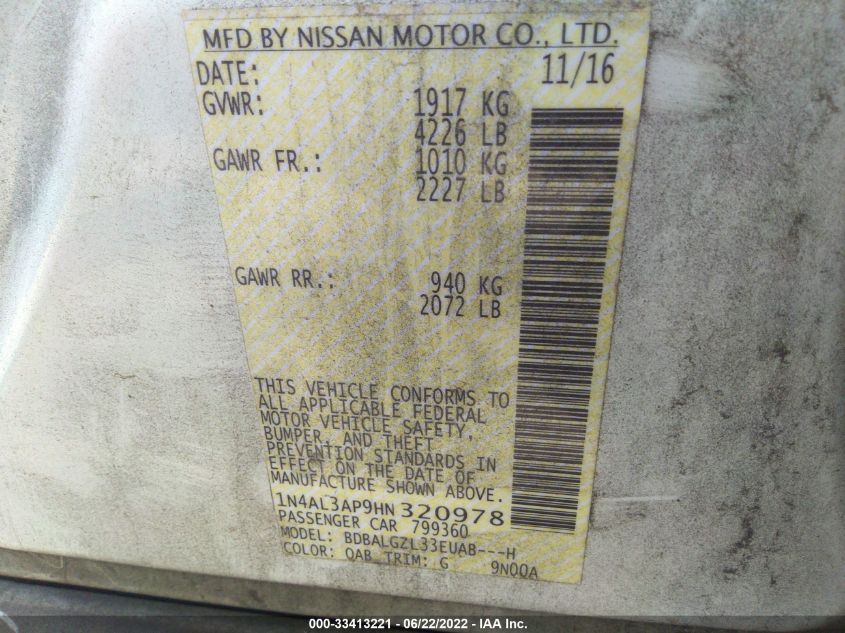 MFD BY NISSAN MOTOR CO., LTD.
DATE: 11/16
GVWR: 1917 KG
4226 LB
GAWR FR.: 1010 KG
2227 LB
GAWR RR.: 940 KG
2072 LB
THIS VEHICLE CONFORMS TO
ALL APPLICABLE FEDERAL
MOTOR VEHICLE SAFETY,
BUMPER, AND THEFT
PREVENTION STANDARDS IN
EFFECT ON THE DATE OF
MANUFACTURE SHOWN ABOVE.
1N4AL3AP9HN320978
PASSENGER CAR 799360
MODEL: BDBALGZL33EUAB---H
COLOR: QAB TRIM: G 9N00A
000-33413221 - 06/22/2022 - IAA Inc.